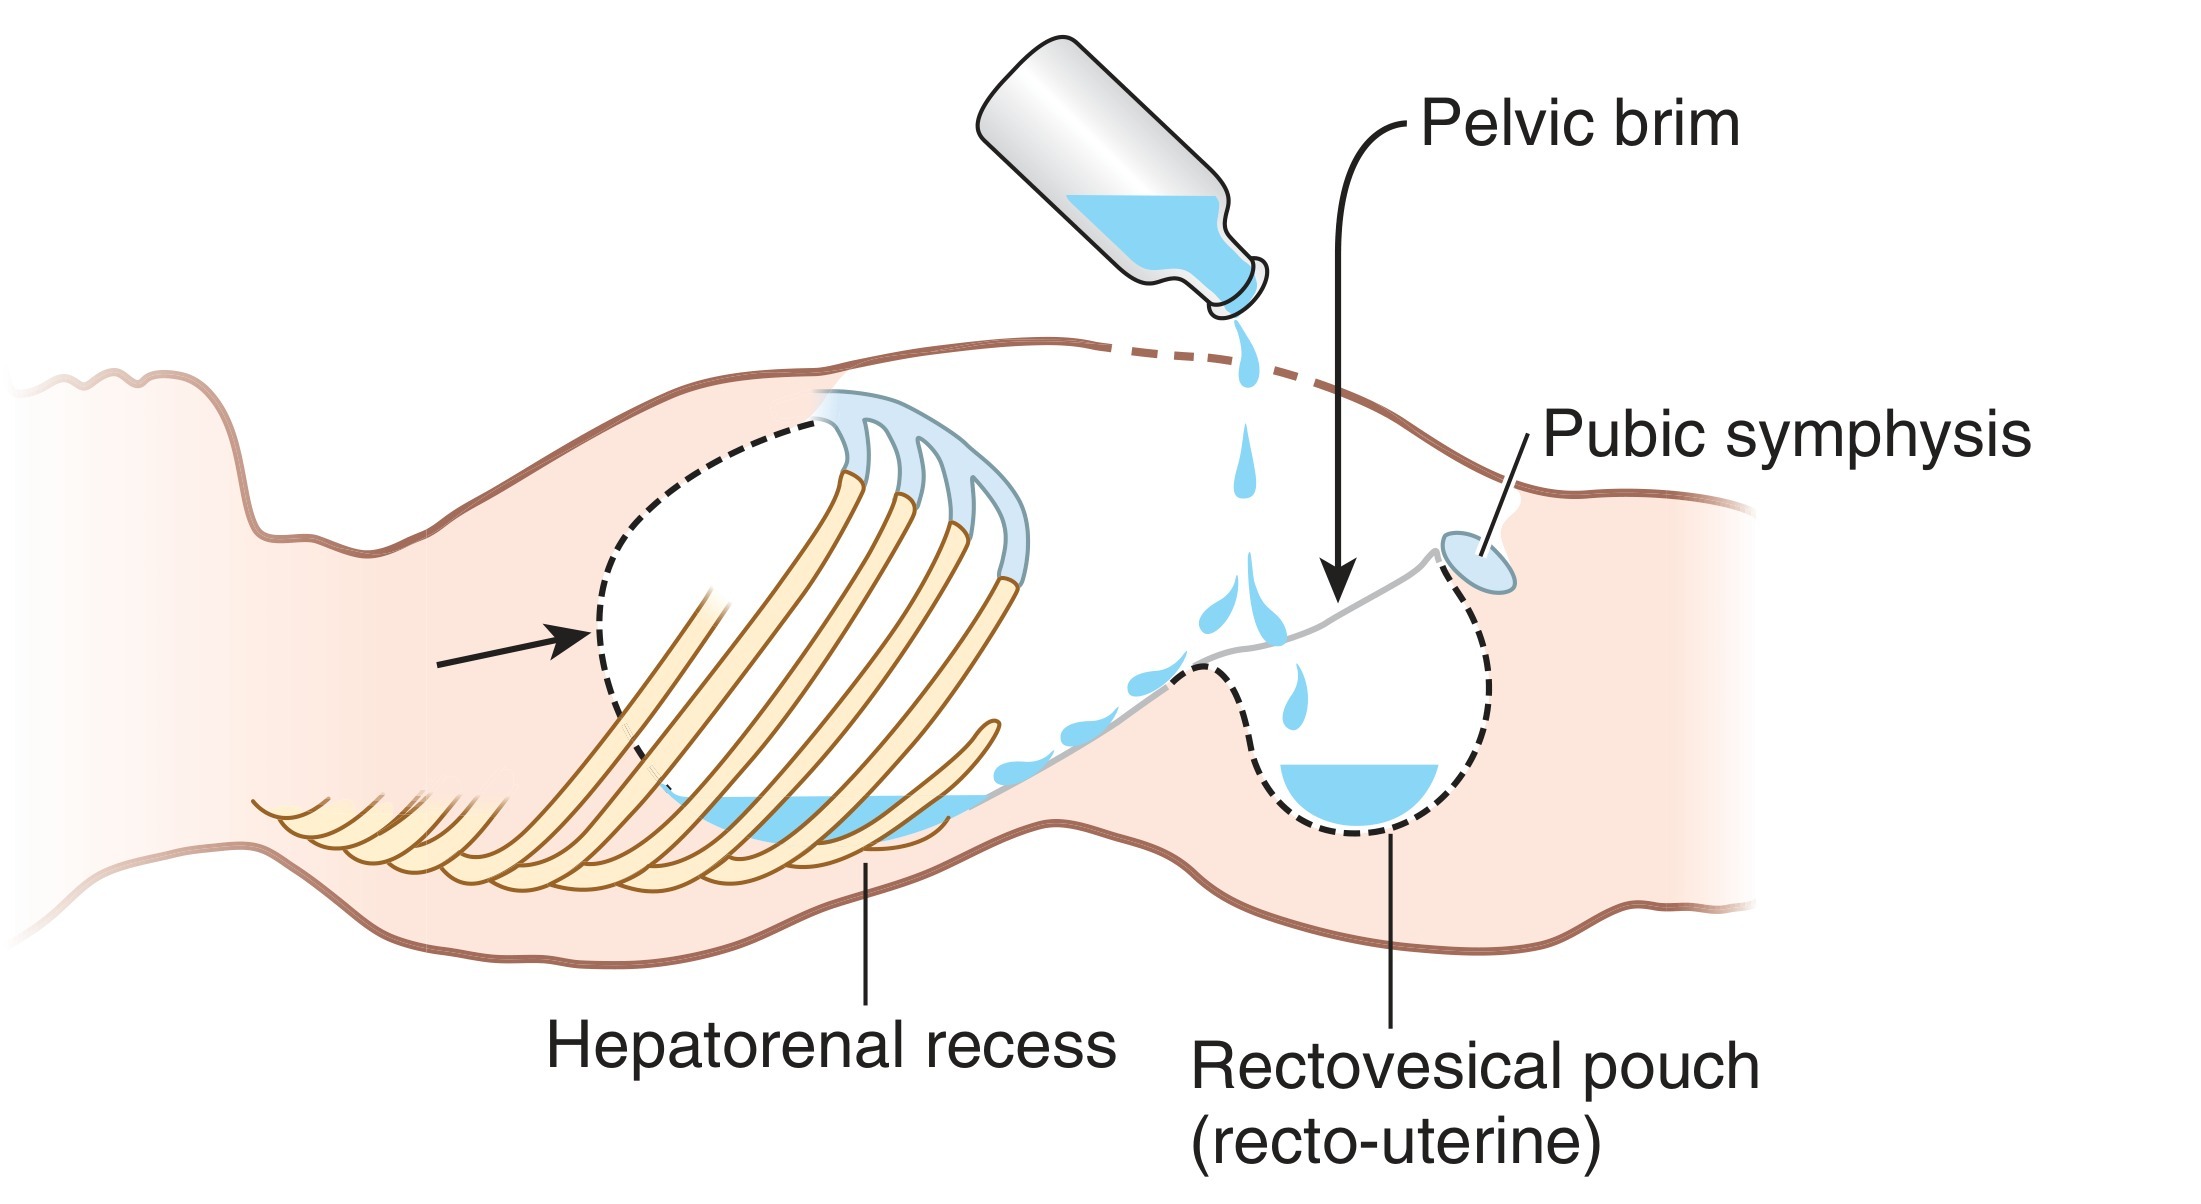 Pelvic brim
Pubic symphysis
Hepatorenal recess
Rectovesical pouch
(recto-uterine)